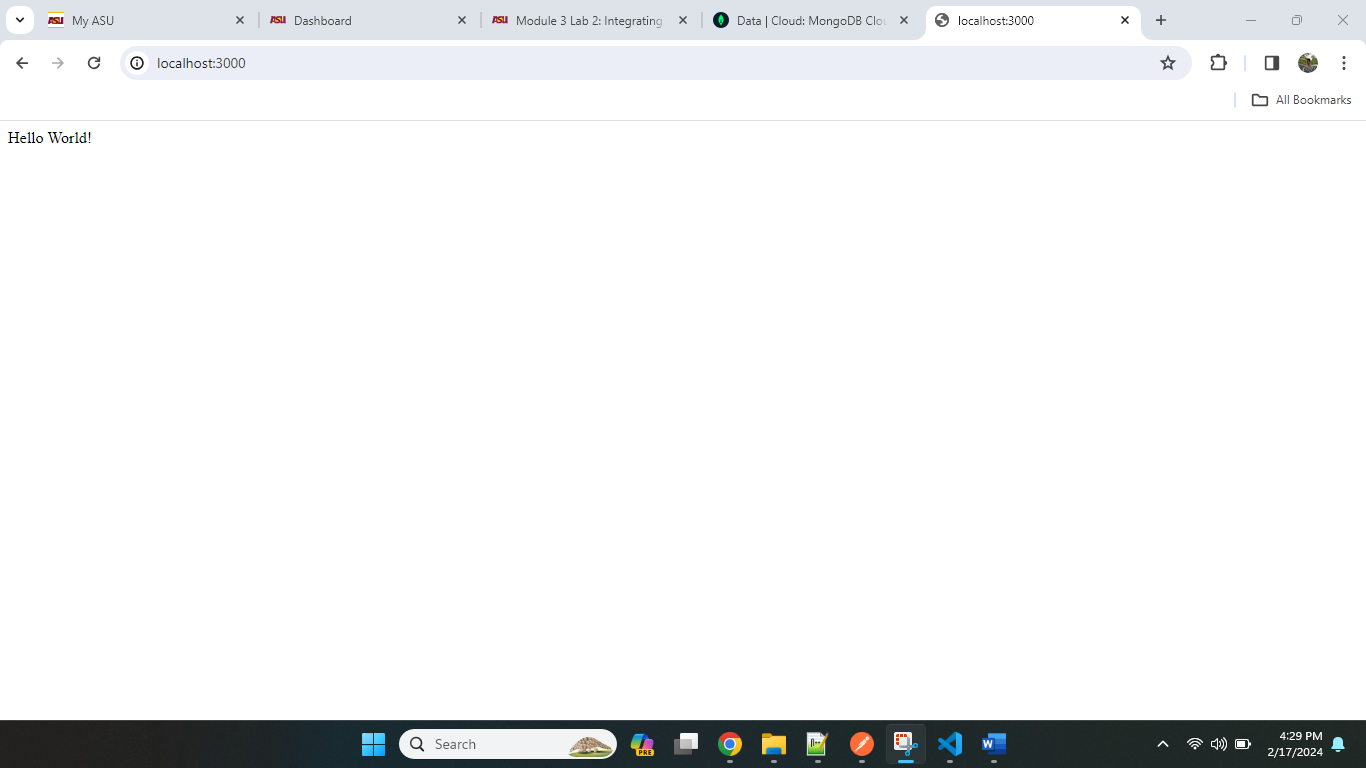 My ASU
Dashboard
Module 3 Lab 2: Integrating
Data | Cloud: MongoDB Clou
localhost:3000
localhost:3000
All Bookmarks
Hello World!
Search
PRE
4:29 PM
2/17/2024